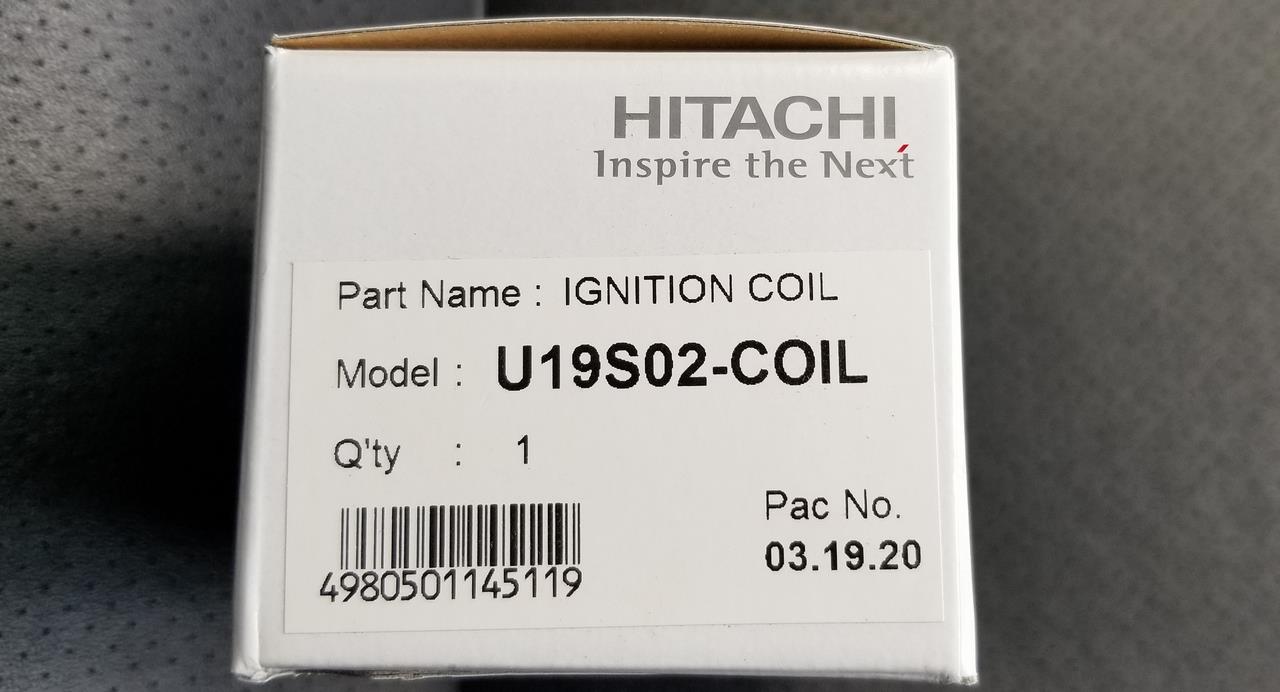 HITACHI
Inspire the Next
Part Name : IGNITION COIL
Model : U19S02-COIL
Q'ty : 1
Pac No.
03.19.20
4980501145119